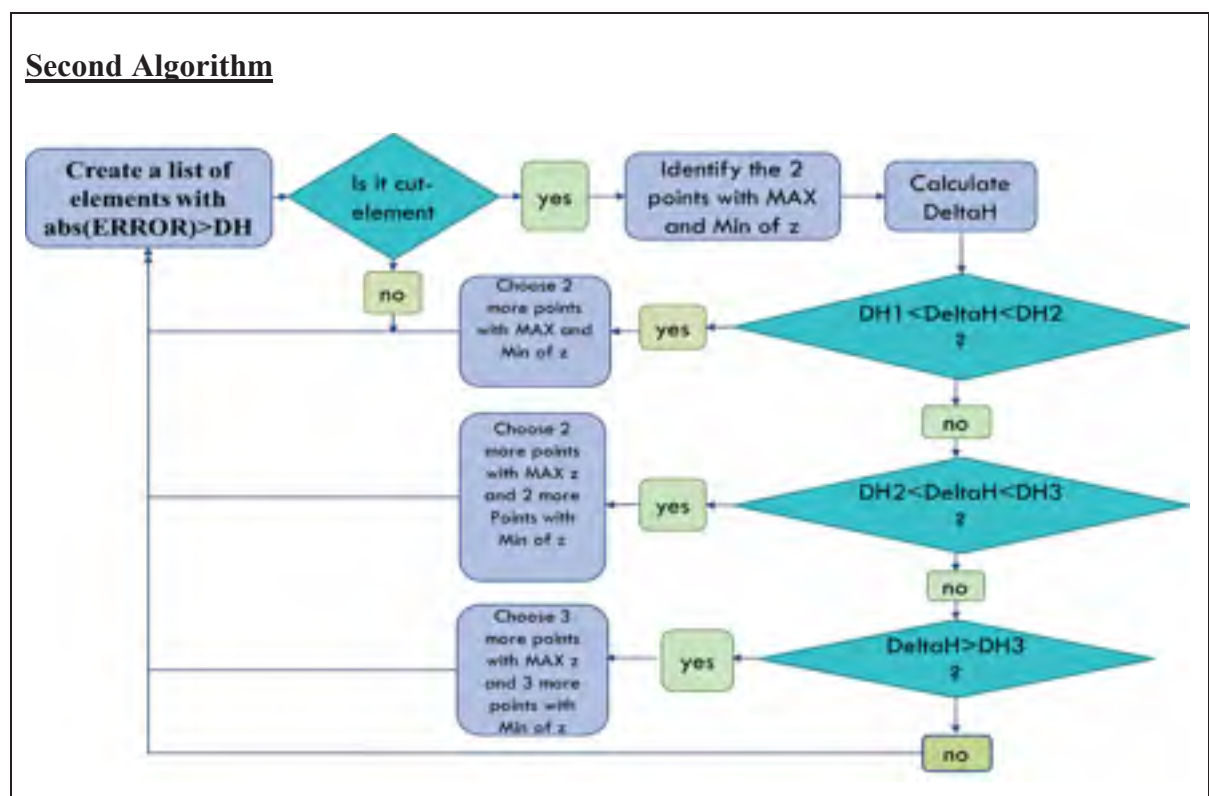 Second Algorithm
Create a list of
elements with
abs(ERROR)>DH
Is it cut-
element
yes
Identify the 2
points with MAX
and Min of z
Calculate
DeltaH
no
Choose 2
more points
with MAX and
Min of z
yes
DH1<DeltaH<DH2
?
no
Choose 2
more points
with MAX z
and 2 more
Points with
Min of z
yes
DH2<DeltaH<DH3
?
no
Choose 3
more points
with MAX z
and 3 more
points with
Min of z
yes
DeltaH>DH3
?
no